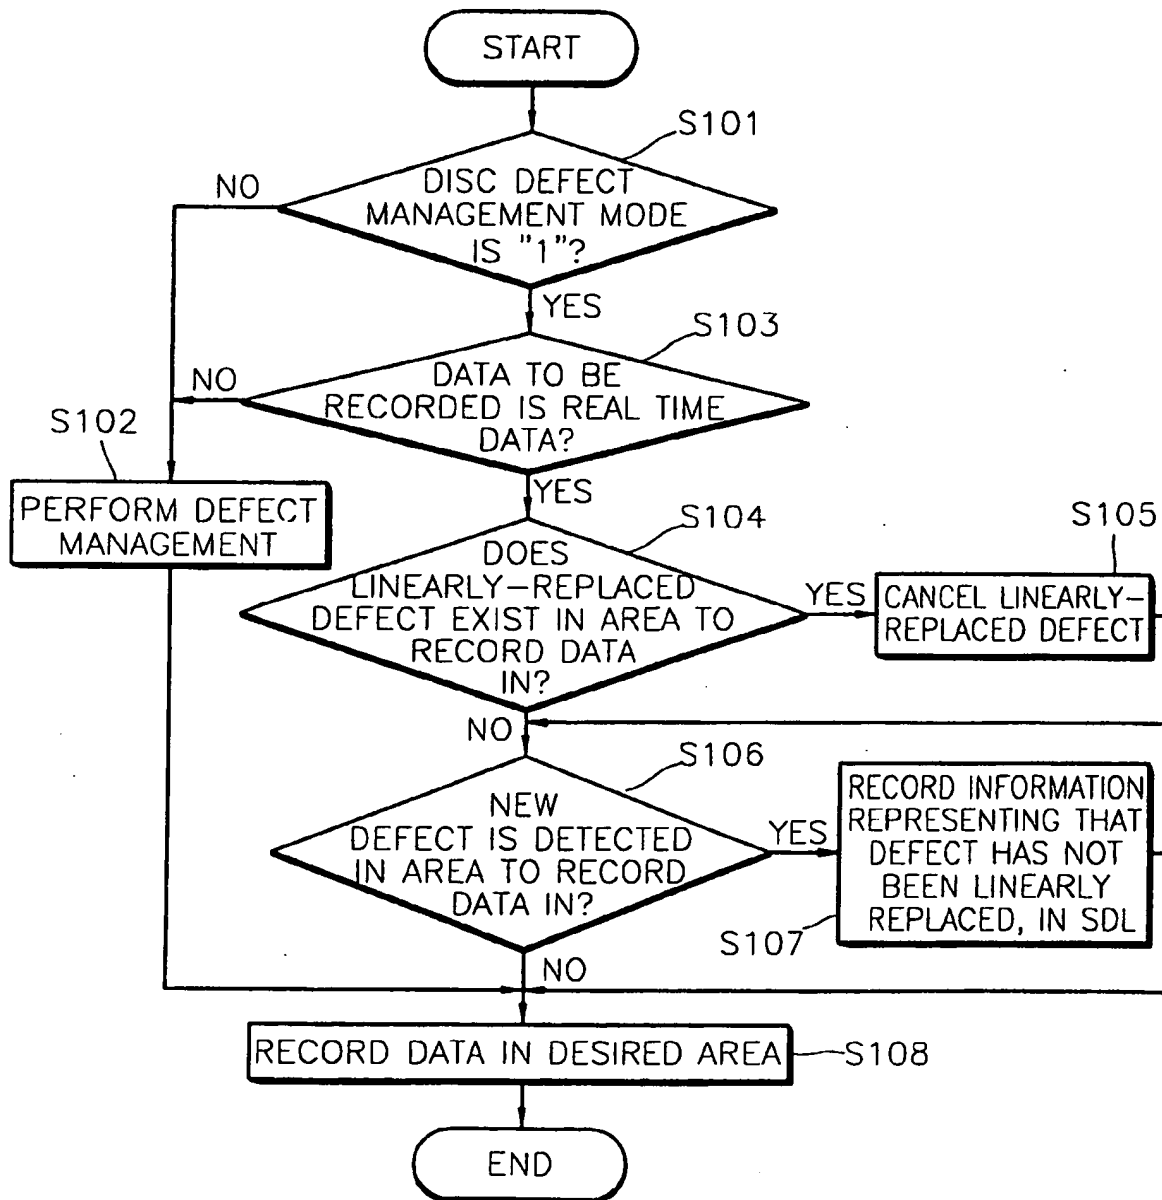 START
S101
DISC DEFECT
MANAGEMENT MODE
IS "1"?
NO
YES
S103
DATA TO BE
RECORDED IS REAL TIME
DATA?
NO
S102
PERFORM DEFECT
MANAGEMENT
YES
S104
DOES
LINEARLY-REPLACED
DEFECT EXIST IN AREA TO
RECORD DATA
IN?
YES
S105
CANCEL LINEARLY-
REPLACED DEFECT
NO
S106
NEW
DEFECT IS DETECTED
IN AREA TO RECORD
DATA IN?
YES
RECORD INFORMATION
REPRESENTING THAT
DEFECT HAS NOT
BEEN LINEARLY
REPLACED, IN SDL
S107
NO
RECORD DATA IN DESIRED AREA
S108
END